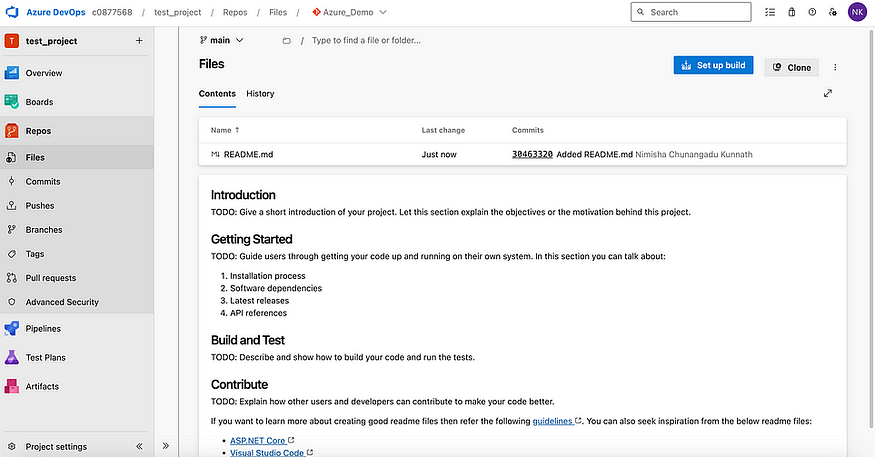 Azure DevOps c0877568 / test_project / Repos / Files / Azure_Demo Search NK
T test_project +
Overview
Boards
Repos
Files
Commits
Pushes
Branches
Tags
Pull requests
Advanced Security
Pipelines
Test Plans
Artifacts
Project settings
main / Type to find a file or folder...
Files
Set up build Clone
Contents History
Name ↑ Last change Commits
M↓ README.md Just now 30463320 Added README.md Nimisha Chunangadu Kunnath
Introduction
TODO: Give a short introduction of your project. Let this section explain the objectives or the motivation behind this project.
Getting Started
TODO: Guide users through getting your code up and running on their own system. In this section you can talk about:
1. Installation process
2. Software dependencies
3. Latest releases
4. API references
Build and Test
TODO: Describe and show how to build your code and run the tests.
Contribute
TODO: Explain how other users and developers can contribute to make your code better.
If you want to learn more about creating good readme files then refer the following guidelines. You can also seek inspiration from the below readme files:
• ASP.NET Core
• Visual Studio Code